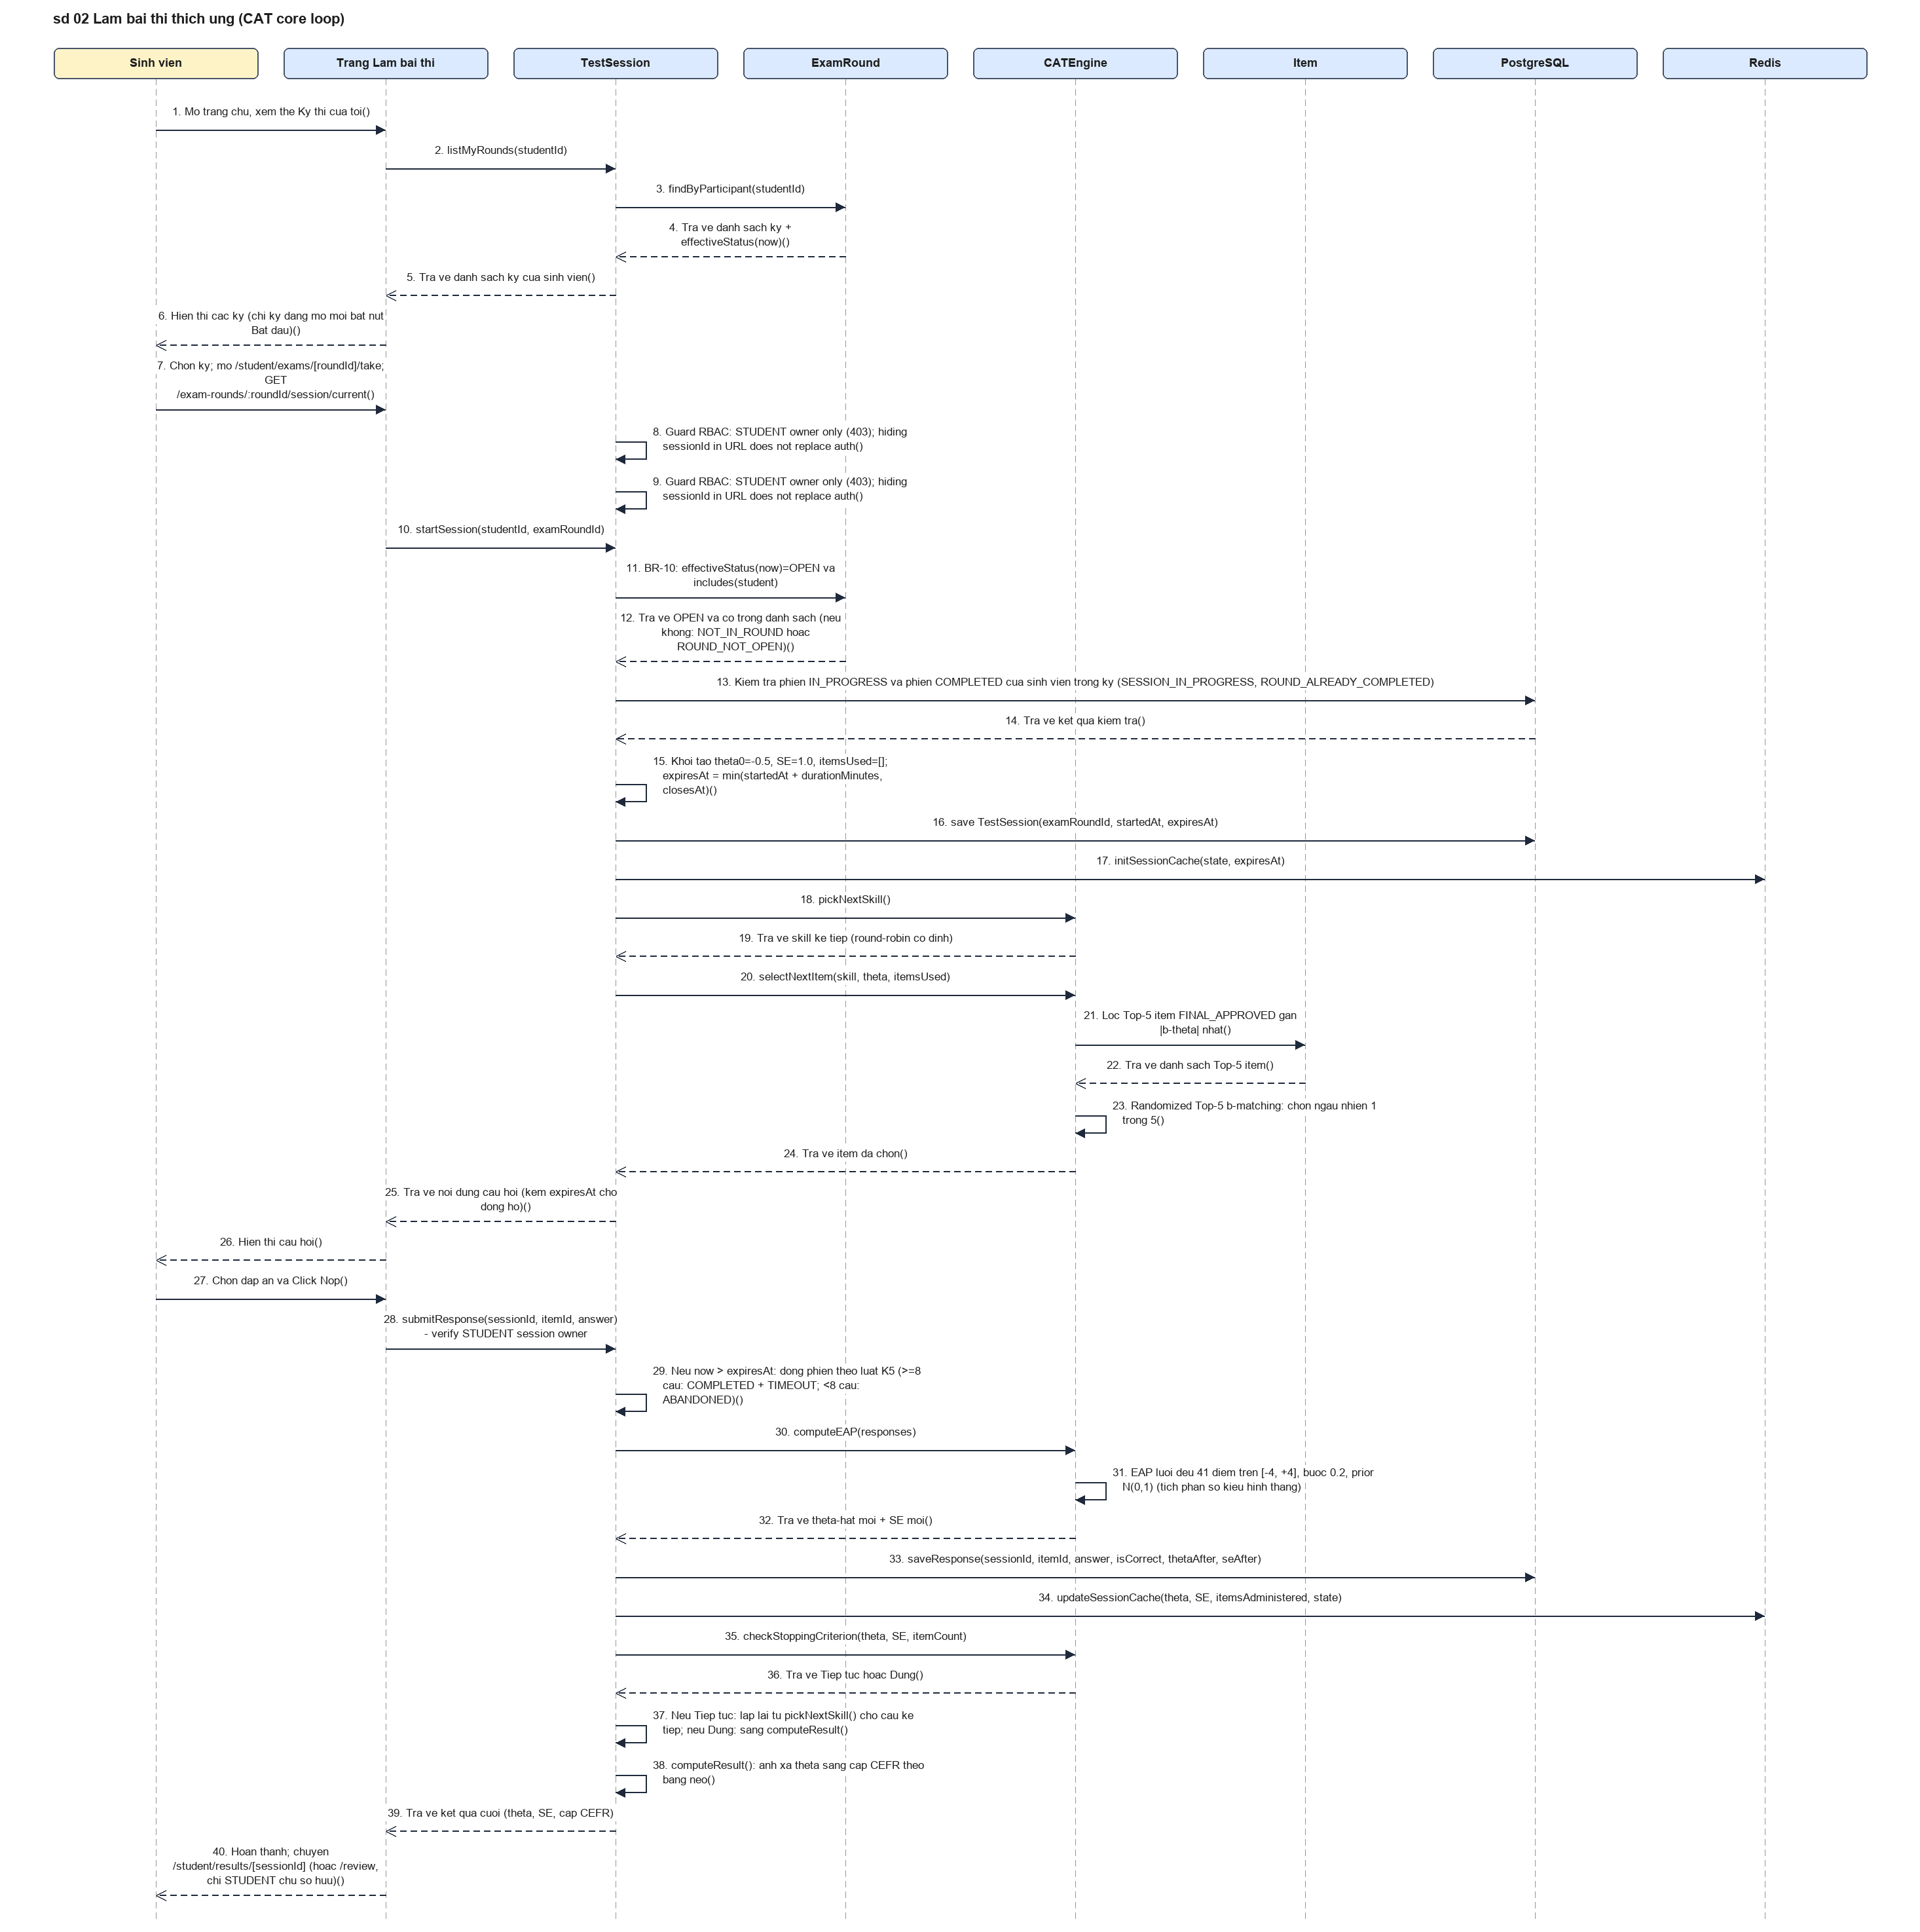 sd 02 Lam bai thi thich ung (CAT core loop)
Sinh vien
Trang Lam bai thi
TestSession
ExamRound
CATEngine
Item
PostgreSQL
Redis
1. Mo trang chu, xem the Ky thi cua toi()
2. listMyRounds(studentId)
3. findByParticipant(studentId)
4. Tra ve danh sach ky +
effectiveStatus(now)()
5. Tra ve danh sach ky cua sinh vien()
6. Hien thi cac ky (chi ky dang mo moi bat nut
Bat dau)()
7. Chon ky; mo /student/exams/[roundId]/take;
GET
/exam-rounds/:roundId/session/current()
8. Guard RBAC: STUDENT owner only (403); hiding
sessionId in URL does not replace auth()
9. Guard RBAC: STUDENT owner only (403); hiding
sessionId in URL does not replace auth()
10. startSession(studentId, examRoundId)
11. BR-10: effectiveStatus(now)=OPEN va
includes(student)
12. Tra ve OPEN va co trong danh sach (neu
khong: NOT_IN_ROUND hoac
ROUND_NOT_OPEN)()
13. Kiem tra phien IN_PROGRESS va phien COMPLETED cua sinh vien trong ky (SESSION_IN_PROGRESS, ROUND_ALREADY_COMPLETED)
14. Tra ve ket qua kiem tra()
15. Khoi tao theta0=-0.5, SE=1.0, itemsUsed=[];
expiresAt = min(startedAt + durationMinutes,
closesAt)()
16. save TestSession(examRoundId, startedAt, expiresAt)
17. initSessionCache(state, expiresAt)
18. pickNextSkill()
19. Tra ve skill ke tiep (round-robin co dinh)
20. selectNextItem(skill, theta, itemsUsed)
21. Loc Top-5 item FINAL_APPROVED gan
|b-theta| nhat()
22. Tra ve danh sach Top-5 item()
23. Randomized Top-5 b-matching: chon ngau nhien 1
trong 5()
24. Tra ve item da chon()
25. Tra ve noi dung cau hoi (kem expiresAt cho
dong ho)()
26. Hien thi cau hoi()
27. Chon dap an va Click Nop()
28. submitResponse(sessionId, itemId, answer)
- verify STUDENT session owner
29. Neu now > expiresAt: dong phien theo luat K5 (>=8
cau: COMPLETED + TIMEOUT; <8 cau:
ABANDONED)()
30. computeEAP(responses)
31. EAP luoi deu 41 diem tren [-4, +4], buoc 0.2, prior
N(0,1) (tich phan so kieu hinh thang)
32. Tra ve theta-hat moi + SE moi()
33. saveResponse(sessionId, itemId, answer, isCorrect, thetaAfter, seAfter)
34. updateSessionCache(theta, SE, itemsAdministered, state)
35. checkStoppingCriterion(theta, SE, itemCount)
36. Tra ve Tiep tuc hoac Dung()
37. Neu Tiep tuc: lap lai tu pickNextSkill() cho cau ke
tiep; neu Dung: sang computeResult()
38. computeResult(): anh xa theta sang cap CEFR theo
bang neo()
39. Tra ve ket qua cuoi (theta, SE, cap CEFR)
40. Hoan thanh; chuyen
/student/results/[sessionId] (hoac /review,
chi STUDENT chu so huu)()